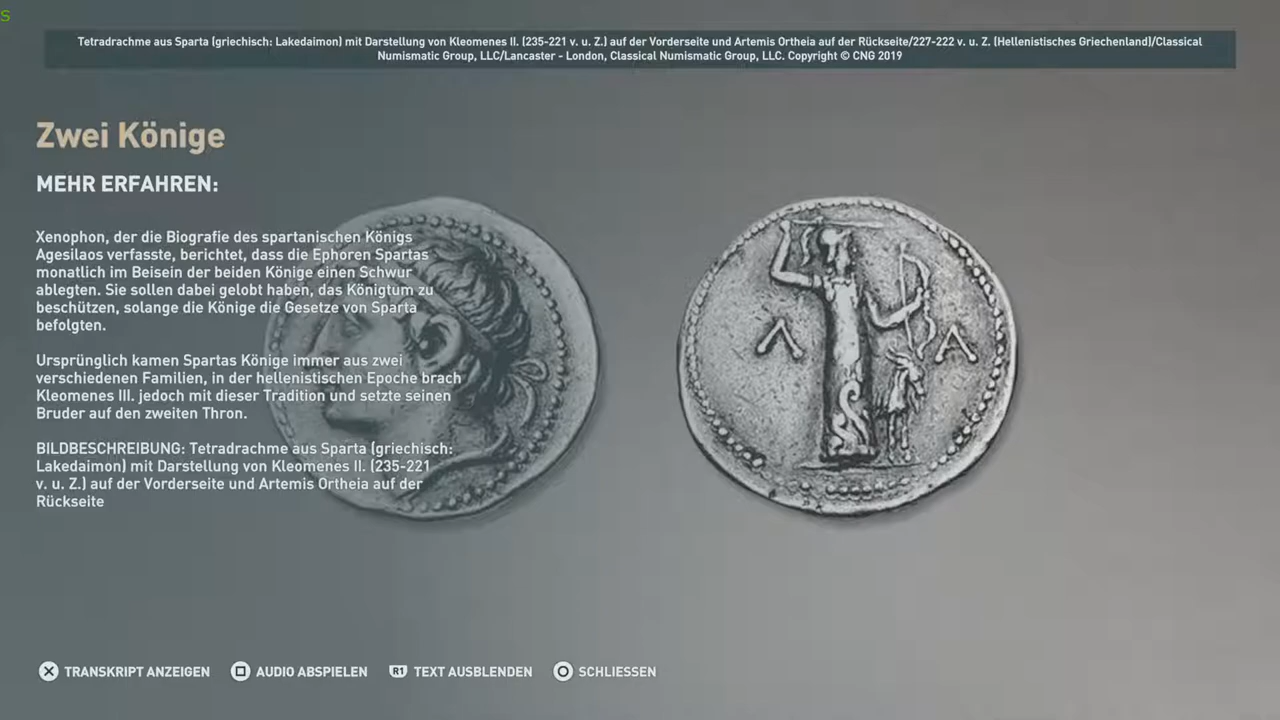 S
Tetradrachme aus Sparta (griechisch: Lakedaimon) mit Darstellung von Kleomenes II. (235-221 v. u. Z.) auf der Vorderseite und Artemis Ortheia auf der Rückseite/227-222 v. u. Z. (Hellenistisches Griechenland)/Classical
Numismatic Group, LLC/Lancaster - London, Classical Numismatic Group, LLC. Copyright © CNG 2019
Zwei Könige
MEHR ERFAHREN:
Xenophon, der die Biografie des spartanischen Königs
Agesilaos verfasste, berichtet, dass die Ephoren Spartas
monatlich im Beisein der beiden Könige einen Schwur
ablegten. Sie sollen dabei gelobt haben, das Königtum zu
beschützen, solange die Könige die Gesetze von Sparta
befolgten.
Ursprünglich kamen Spartas Könige immer aus zwei
verschiedenen Familien, in der hellenistischen Epoche brach
Kleomenes III. jedoch mit dieser Tradition und setzte seinen
Bruder auf den zweiten Thron.
BILDBESCHREIBUNG: Tetradrachme aus Sparta (griechisch:
Lakedaimon) mit Darstellung von Kleomenes II. (235-221
v. u. Z.) auf der Vorderseite und Artemis Ortheia auf der
Rückseite
Λ Α
TRANSKRIPT ANZEIGEN AUDIO ABSPIELEN R1 TEXT AUSBLENDEN SCHLIESSEN